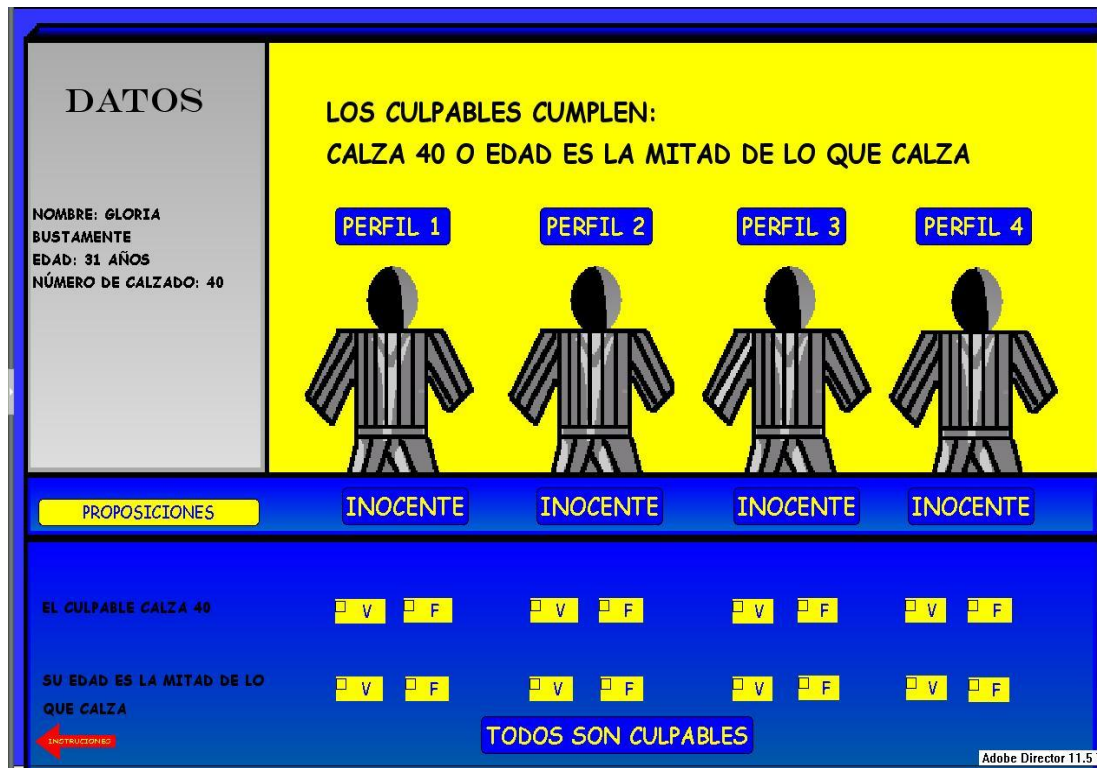 DATOS
NOMBRE: GLORIA
BUSTAMENTE
EDAD: 31 AÑOS
NÚMERO DE CALZADO: 40
LOS CULPABLES CUMPLEN:
CALZA 40 O EDAD ES LA MITAD DE LO QUE CALZA
PERFIL 1 PERFIL 2 PERFIL 3 PERFIL 4
PROPOSICIONES INOCENTE INOCENTE INOCENTE INOCENTE
EL CULPABLE CALZA 40 V F V F V F V F
SU EDAD ES LA MITAD DE LO
QUE CALZA V F V F V F V F
INSTRUCIONES
TODOS SON CULPABLES
Adobe Director 11.5